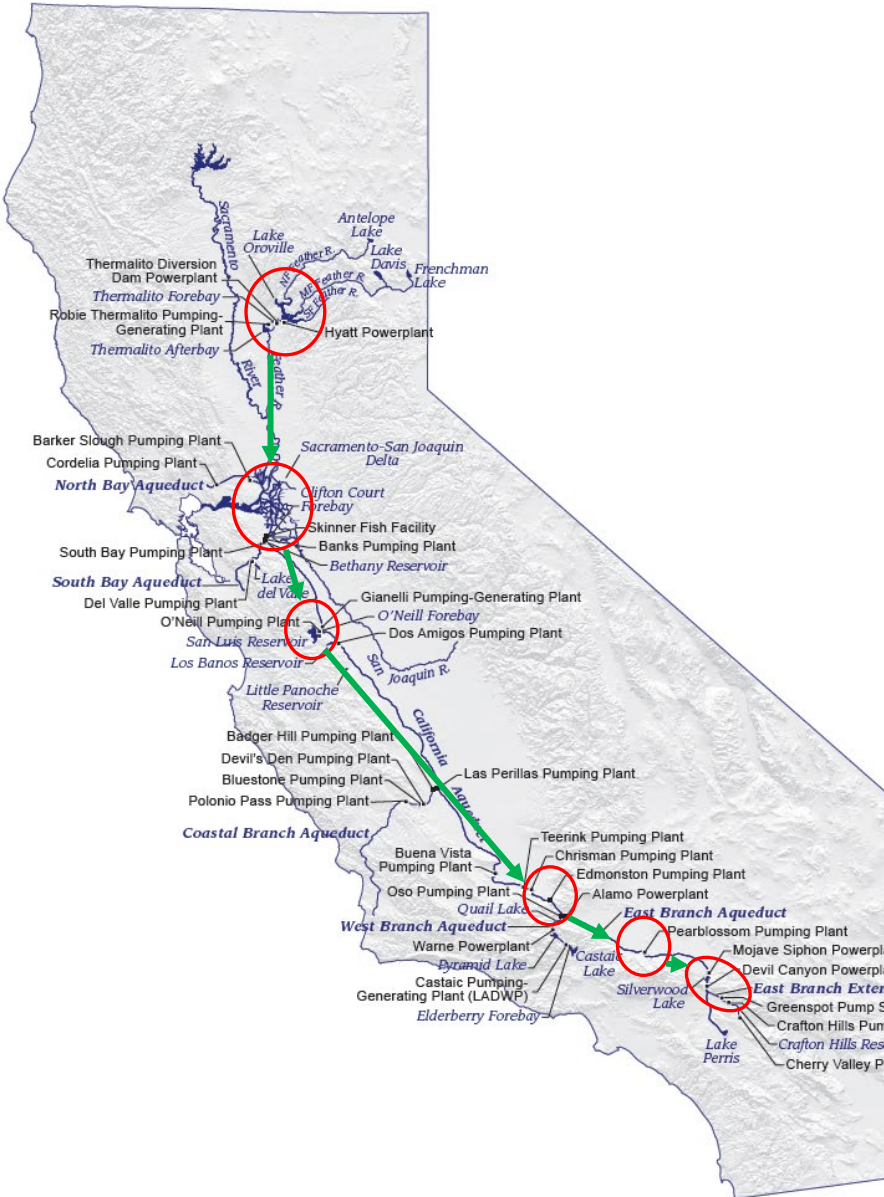 Sacramento
River
Antelope
Lake
Lake
Oroville
Lake
Davis
Frenchman
Lake
NF Feather R.
MF Feather R.
SF Feather R.
Thermalito Diversion
Dam Powerplant
Thermalito Forebay
Robie Thermalito Pumping-
Generating Plant
Hyatt Powerplant
Thermalito Afterbay
Feather R.
Barker Slough Pumping Plant
Sacramento-San Joaquin
Delta
Cordelia Pumping Plant
North Bay Aqueduct
Clifton Court
Forebay
Skinner Fish Facility
South Bay Pumping Plant
Banks Pumping Plant
Bethany Reservoir
South Bay Aqueduct
Lake
del Valle
Del Valle Pumping Plant
Gianelli Pumping-Generating Plant
O'Neill Pumping Plant
O'Neill Forebay
San Luis Reservoir
Dos Amigos Pumping Plant
Los Banos Reservoir
San Joaquin R.
Little Panoche
Reservoir
California
Aqueduct
Badger Hill Pumping Plant
Devil's Den Pumping Plant
Las Perillas Pumping Plant
Bluestone Pumping Plant
Polonio Pass Pumping Plant
Coastal Branch Aqueduct
Teerink Pumping Plant
Buena Vista
Pumping Plant
Chrisman Pumping Plant
Edmonston Pumping Plant
Oso Pumping Plant
Alamo Powerplant
Quail Lake
East Branch Aqueduct
West Branch Aqueduct
Pearblossom Pumping Plant
Warne Powerplant
Mojave Siphon Powerpla
Pyramid Lake
Castaic
Lake
Devil Canyon Powerpla
Castaic Pumping-
Generating Plant (LADWP)
Silverwood
Lake
East Branch Exten
Greenspot Pump S
Elderberry Forebay
Crafton Hills Pum
Crafton Hills Res
Lake
Perris
Cherry Valley P